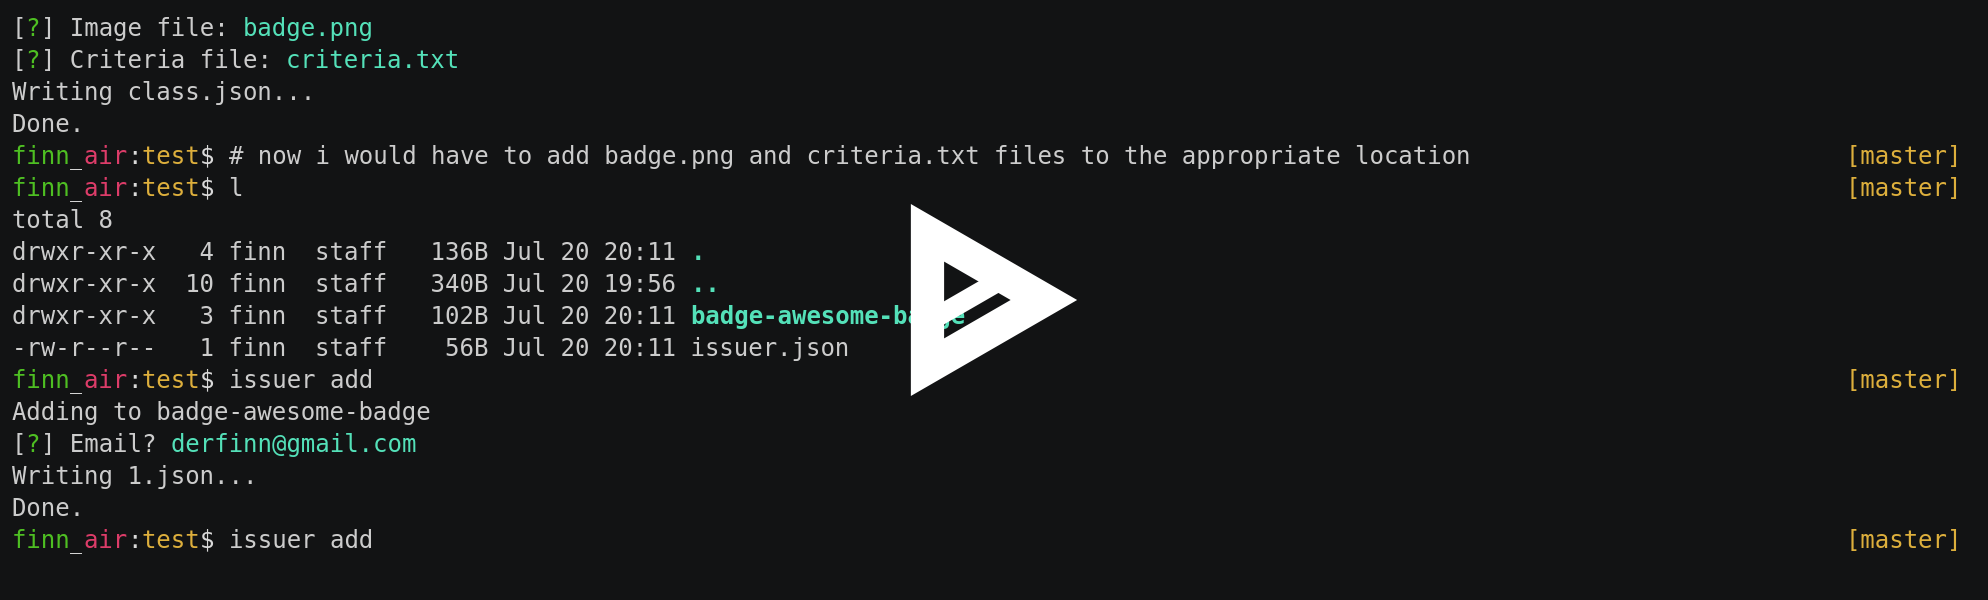 [?] Image file: badge.png
[?] Criteria file: criteria.txt
Writing class.json...
Done.
finn_air:test$ # now i would have to add badge.png and criteria.txt files to the appropriate location [master]
finn_air:test$ l [master]
total 8
drwxr-xr-x   4 finn  staff   136B Jul 20 20:11 .
drwxr-xr-x  10 finn  staff   340B Jul 20 19:56 ..
drwxr-xr-x   3 finn  staff   102B Jul 20 20:11 badge-awesome-badge
-rw-r--r--   1 finn  staff    56B Jul 20 20:11 issuer.json
finn_air:test$ issuer add [master]
Adding to badge-awesome-badge
[?] Email? derfinn@gmail.com
Writing 1.json...
Done.
finn_air:test$ issuer add [master]